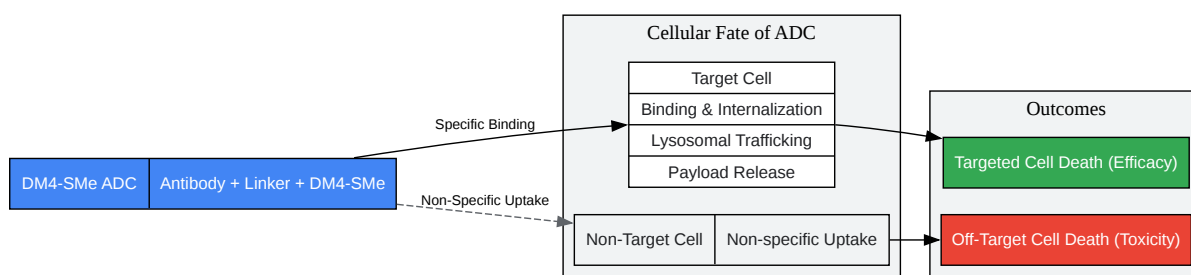 Cellular Fate of ADC
Target Cell
Binding & Internalization
Lysosomal Trafficking
Payload Release
Specific Binding
DM4-SMe ADC
Antibody + Linker + DM4-SMe
Non-Specific Uptake
Non-Target Cell
Non-specific Uptake
Outcomes
Targeted Cell Death (Efficacy)
Off-Target Cell Death (Toxicity)